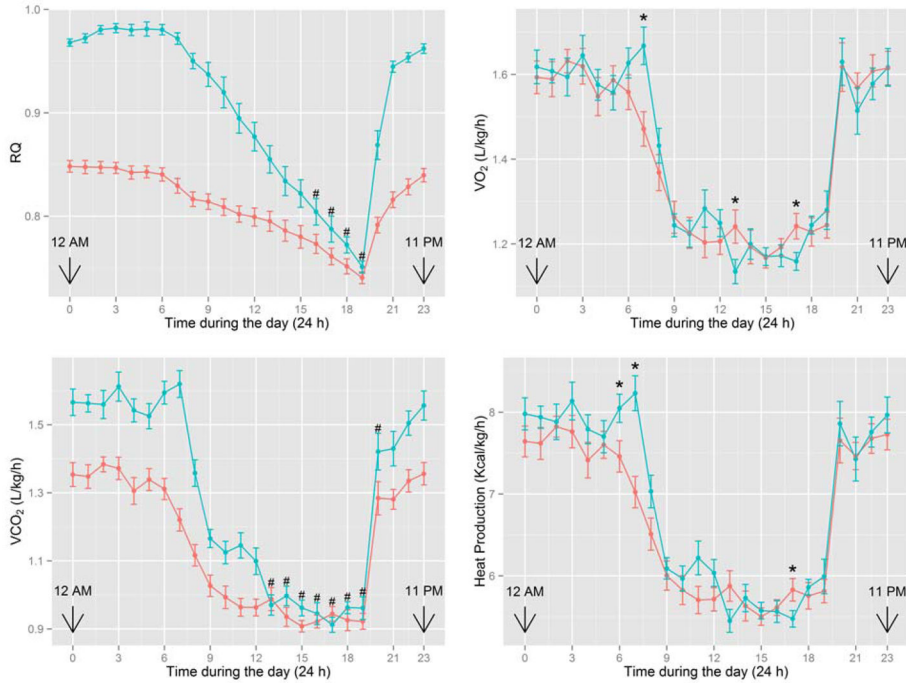 1.0
0.9
0.8
RQ
12 AM
11 PM
0 3 6 9 12 15 18 21 23
Time during the day (24 h)
# # # #
1.6
1.4
1.2
VO₂ (L/kg/h)
12 AM
11 PM
0 3 6 9 12 15 18 21 23
Time during the day (24 h)
* * *
1.5
1.3
1.1
0.9
VCO₂ (L/kg/h)
12 AM
11 PM
0 3 6 9 12 15 18 21 23
Time during the day (24 h)
# # # # # # # #
8
7
6
Heat Production (Kcal/kg/h)
12 AM
11 PM
0 3 6 9 12 15 18 21 23
Time during the day (24 h)
* * *